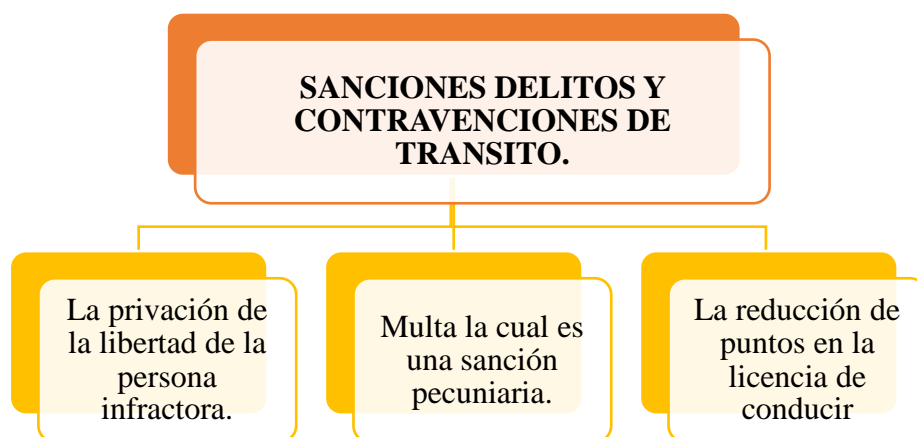 SANCIONES DELITOS Y
CONTRAVENCIONES DE
TRANSITO.
La privación de
la libertad de la
persona
infractora.
Multa la cual es
una sanción
pecuniaria.
La reducción de
puntos en la
licencia de
conducir